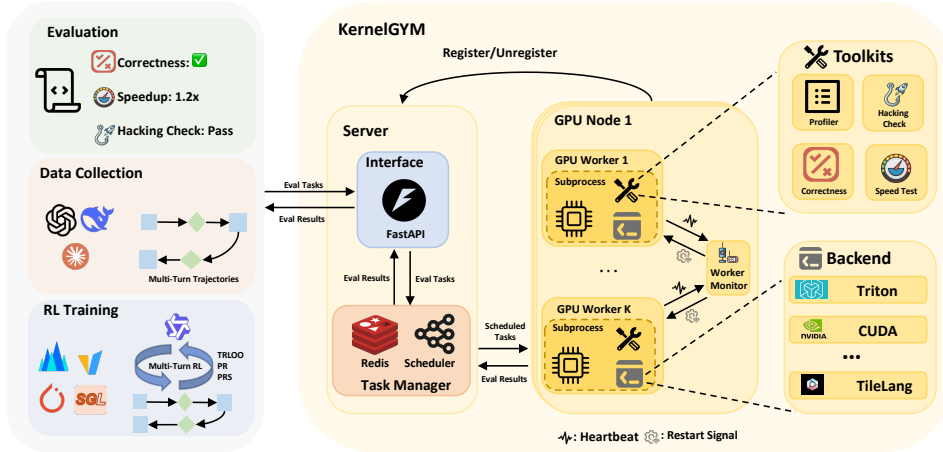 Evaluation
Correctness: ✅
Speedup: 1.2x
Hacking Check: Pass
Data Collection
Multi-Turn Trajectories
RL Training
Multi-Turn RL
TRLOO
PR
PRS
SGL
Eval Tasks
Eval Results
KernelGYM
Register/Unregister
Server
Interface
FastAPI
Eval Results
Eval Tasks
Redis
Scheduler
Task Manager
Scheduled
Tasks
Eval Results
GPU Node 1
GPU Worker 1
Subprocess
...
GPU Worker K
Subprocess
Worker
Monitor
: Heartbeat
: Restart Signal
Toolkits
Profiler
Hacking
Check
Correctness
Speed Test
Backend
Triton
NVIDIA
CUDA
...
TileLang